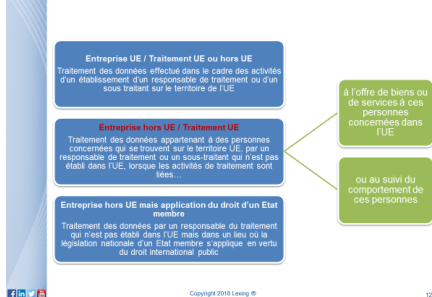 Entreprise UE / Traitement UE ou hors UE
Traitement des données effectué dans le cadre des activités
d'un établissement d'un responsable de traitement ou d'un
sous traitant sur le territoire de l'UE
Entreprise hors UE / Traitement UE
Traitement des données appartenant à des personnes
concernées qui se trouvent sur le territoire UE, par un
responsable de traitement ou un sous-traitant qui n'est pas
établi dans l'UE, lorsque les activités de traitement sont
liées…
Entreprise hors UE mais application du droit d'un Etat
membre
Traitement des données par un responsable du traitement
qui n'est pas établi dans l'UE mais dans un lieu où la
législation nationale d'un Etat membre s'applique en vertu
du droit international public
à l'offre de biens ou
de services à ces
personnes
concernées dans
l'UE
ou au suivi du
comportement de
ces personnes
Copyright 2018 Lexing ®
12